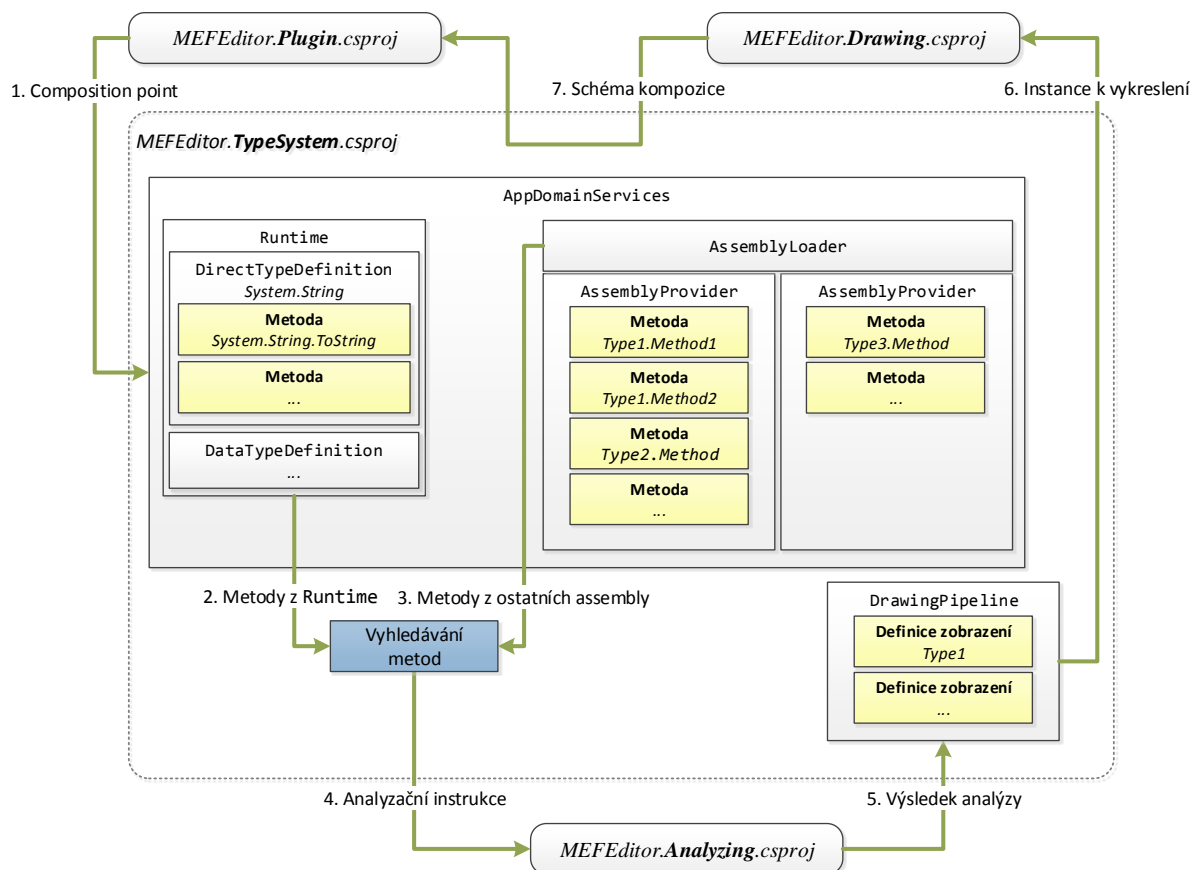 MEFEditor.Plugin.csproj
MEFEditor.Drawing.csproj
1. Composition point
7. Schéma kompozice
6. Instance k vykreslení
MEFEditor.TypeSystem.csproj
AppDomainServices
Runtime
DirectTypeDefinition
System.String
Metoda
System.String.ToString
Metoda
...
DataTypeDefinition
...
AssemblyLoader
AssemblyProvider
Metoda
Type1.Method1
Metoda
Type1.Method2
Metoda
Type2.Method
Metoda
...
AssemblyProvider
Metoda
Type3.Method
Metoda
...
2. Metody z Runtime
3. Metody z ostatních assembly
Vyhledávání
metod
DrawingPipeline
Definice zobrazení
Type1
Definice zobrazení
...
4. Analyzační instrukce
5. Výsledek analýzy
MEFEditor.Analyzing.csproj